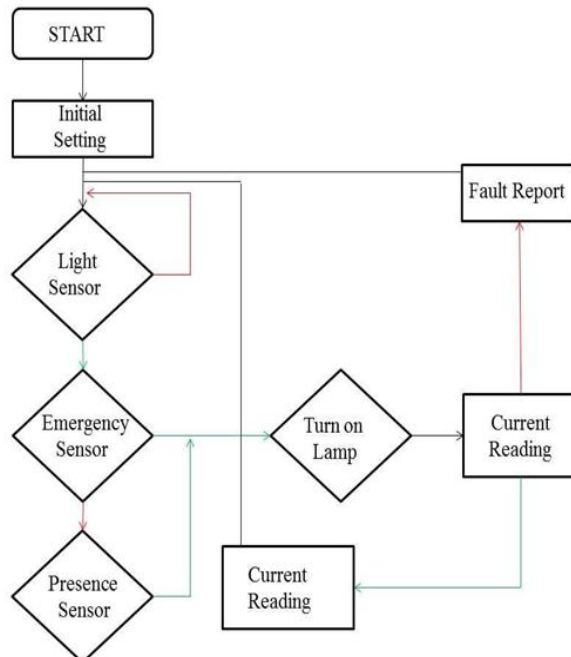 START
Initial
Setting
Fault Report
Light
Sensor
Emergency
Sensor
Turn on
Lamp
Current
Reading
Presence
Sensor
Current
Reading